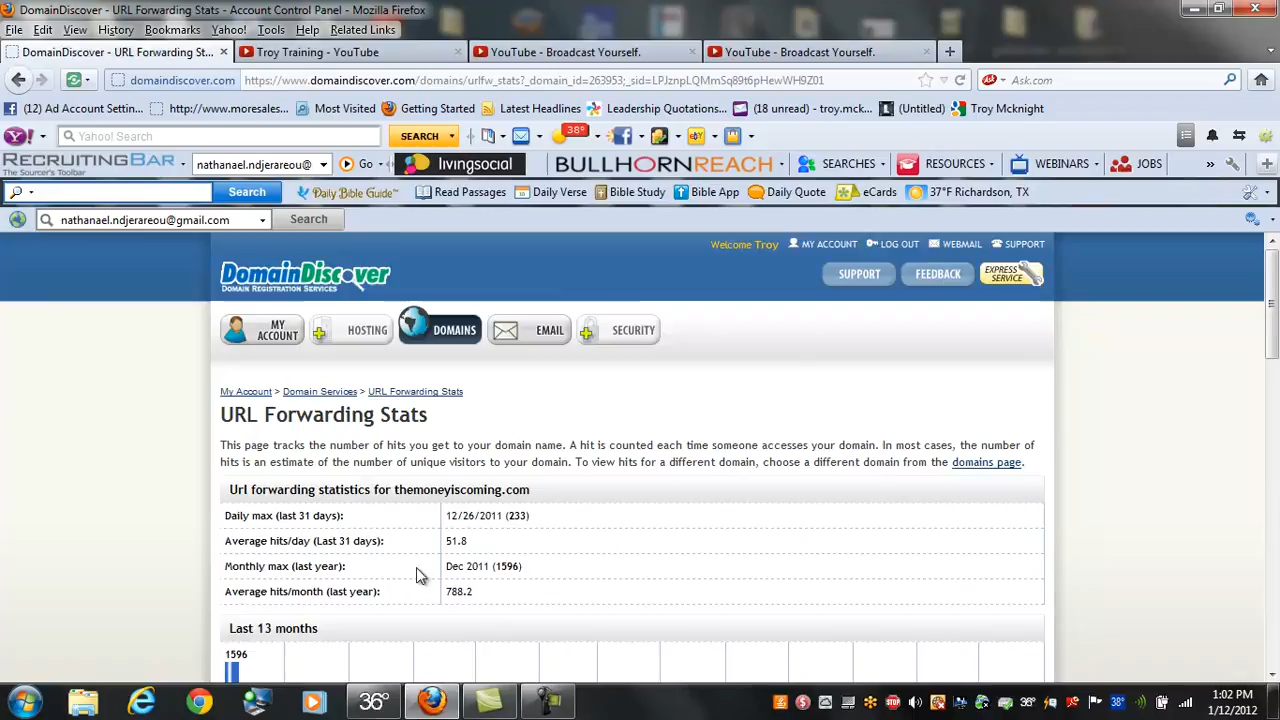 DomainDiscover - URL Forwarding Stats - Account Control Panel - Mozilla Firefox
File Edit View History Bookmarks Yahoo! Tools Help Related Links
DomainDiscover - URL Forwarding St... × Troy Training - YouTube × YouTube - Broadcast Yourself. × YouTube - Broadcast Yourself. × +
domaindiscover.com https://www.domaindiscover.com/domains/urlfw_stats?_domain_id=263953;_sid=LPJznpLQMmSq89t6pHewWH9Z01 Ask.com
(12) Ad Account Settin... http://www.moresales... Most Visited Getting Started Latest Headlines Leadership Quotations... (18 unread) - troy.mck... (Untitled) Troy Mcknight
Yahoo! Search SEARCH 38°
RECRUITINGBAR The Sourcer's Toolbar nathanael.ndjerareou@ Go livingsocial BULLHORNREACH SEARCHES RESOURCES WEBINARS JOBS »
Search Daily Bible Guide™ Read Passages Daily Verse Bible Study Bible App Daily Quote eCards 37°F Richardson, TX
nathanael.ndjerareou@gmail.com Search
Welcome Troy MY ACCOUNT LOG OUT WEBMAIL SUPPORT
DomainDiscover
DOMAIN REGISTRATION SERVICES
SUPPORT FEEDBACK EXPRESS SERVICE
MY ACCOUNT HOSTING DOMAINS EMAIL SECURITY
My Account > Domain Services > URL Forwarding Stats
URL Forwarding Stats
This page tracks the number of hits you get to your domain name. A hit is counted each time someone accesses your domain. In most cases, the number of
hits is an estimate of the number of unique visitors to your domain. To view hits for a different domain, choose a different domain from the domains page.
Url forwarding statistics for themoneyiscoming.com
Daily max (last 31 days): 12/26/2011 (233)
Average hits/day (Last 31 days): 51.8
Monthly max (last year): Dec 2011 (1596)
Average hits/month (last year): 788.2
Last 13 months
1596
36° 38° 1:02 PM
1/12/2012